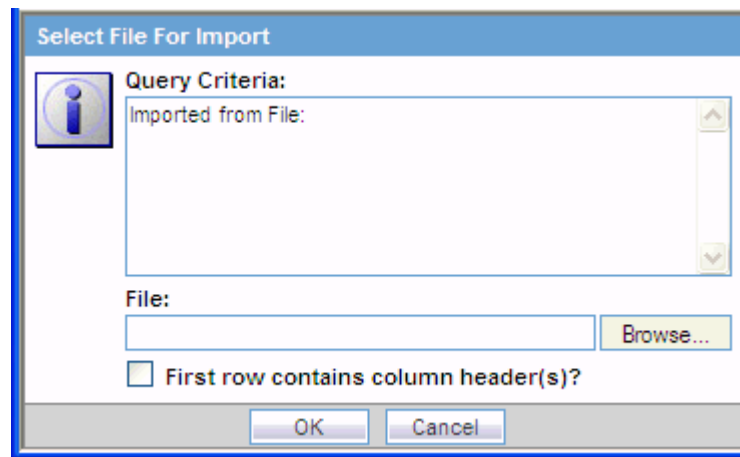 Select File For Import
Query Criteria:
Imported from File:
File:
Browse...
First row contains column header(s)?
OK
Cancel